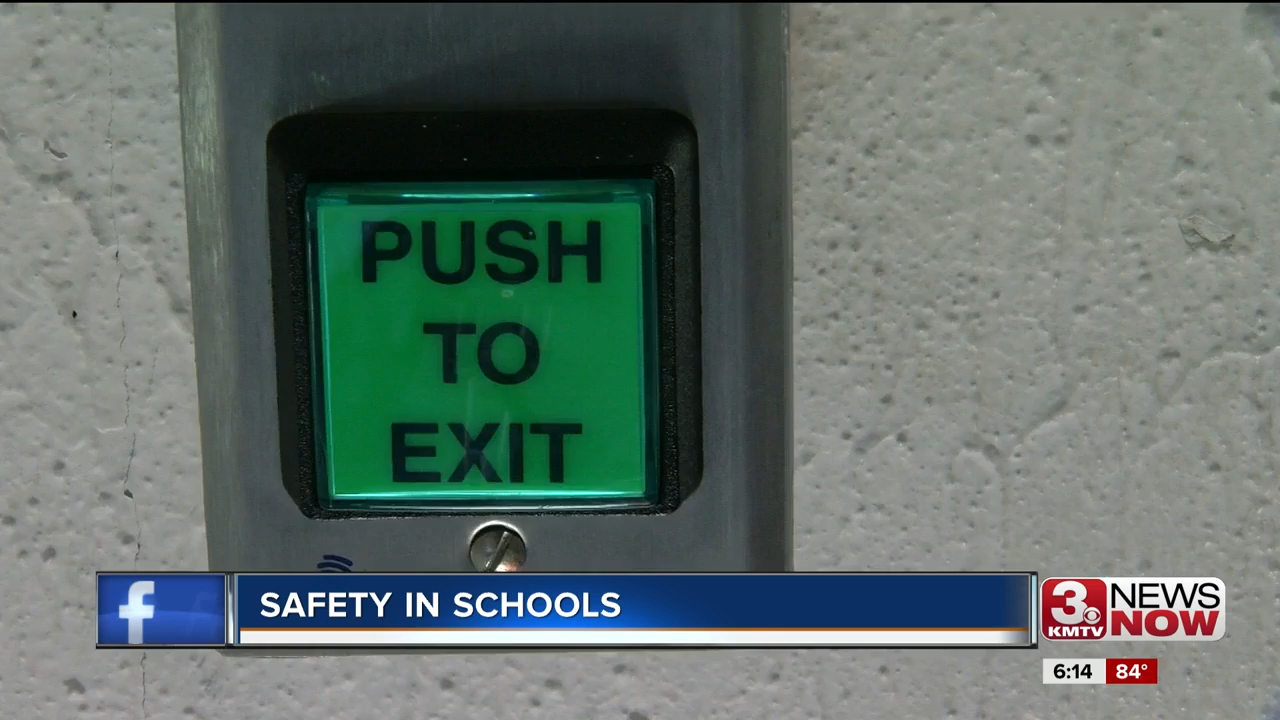 PUSH
TO
EXIT
f
SAFETY IN SCHOOLS
3
KMTV
NEWS
NOW
6:14 84°